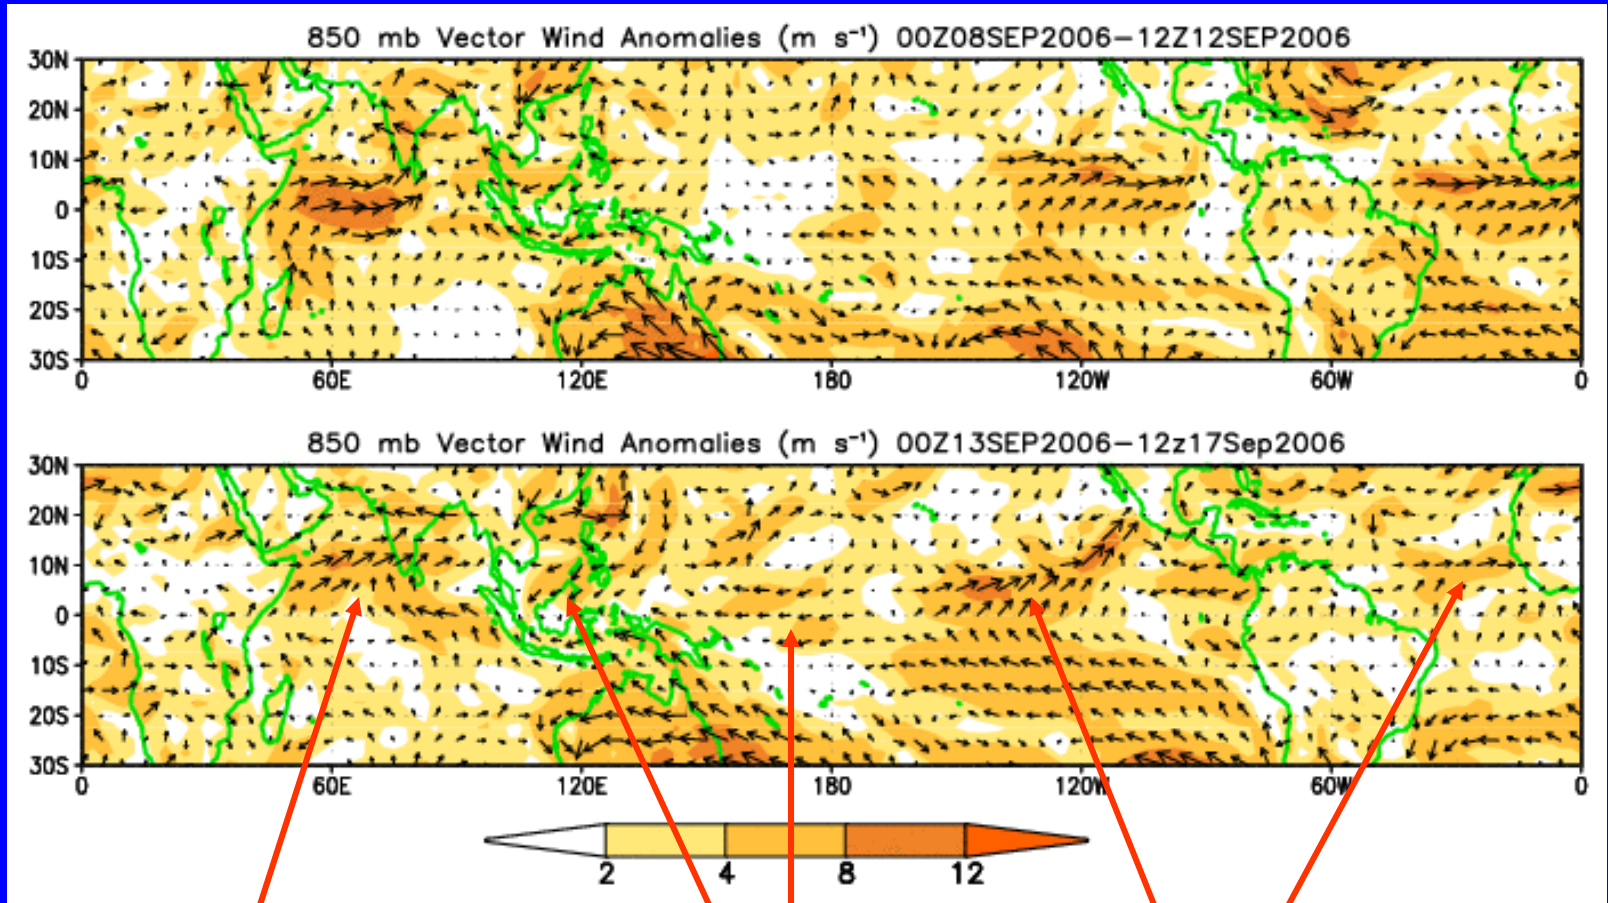 850 mb Vector Wind Anomalies (m s⁻¹) 00Z08SEP2006-12Z12SEP2006
30N
20N
10N
0
10S
20S
30S
0 60E 120E 180 120W 60W 0
850 mb Vector Wind Anomalies (m s⁻¹) 00Z13SEP2006-12z17Sep2006
30N
20N
10N
0
10S
20S
30S
0 60E 120E 180 120W 60W 0
2 4 8 12